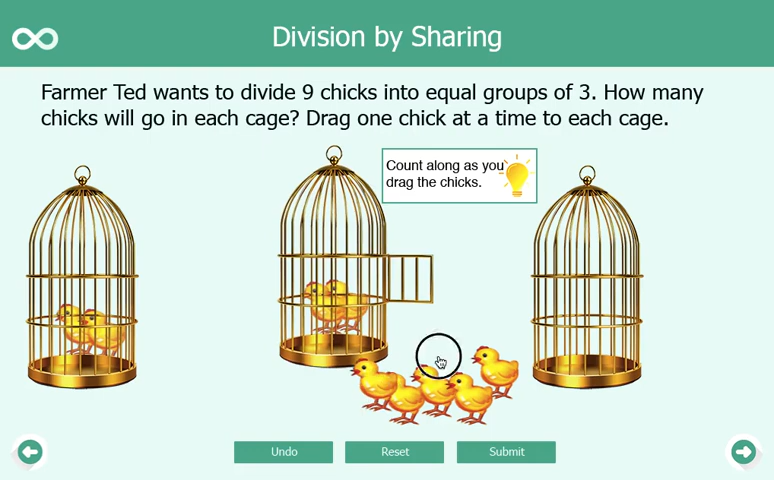 Division by Sharing
Farmer Ted wants to divide 9 chicks into equal groups of 3. How many
chicks will go in each cage? Drag one chick at a time to each cage.
Count along as you
drag the chicks.
Undo
Reset
Submit